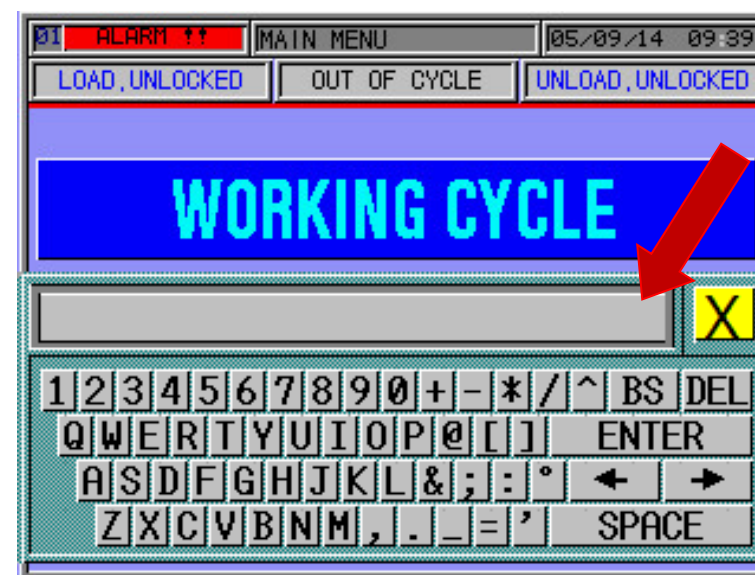 01 ALARM !! MAIN MENU 05/09/14 09:39
LOAD,UNLOCKED OUT OF CYCLE UNLOAD,UNLOCKED
WORKING CYCLE
X
1 2 3 4 5 6 7 8 9 0 + - * / ^ BS DEL
Q W E R T Y U I O P @ [ ] ENTER
A S D F G H J K L & ; : ° ← →
Z X C V B N M , . _ = ' SPACE